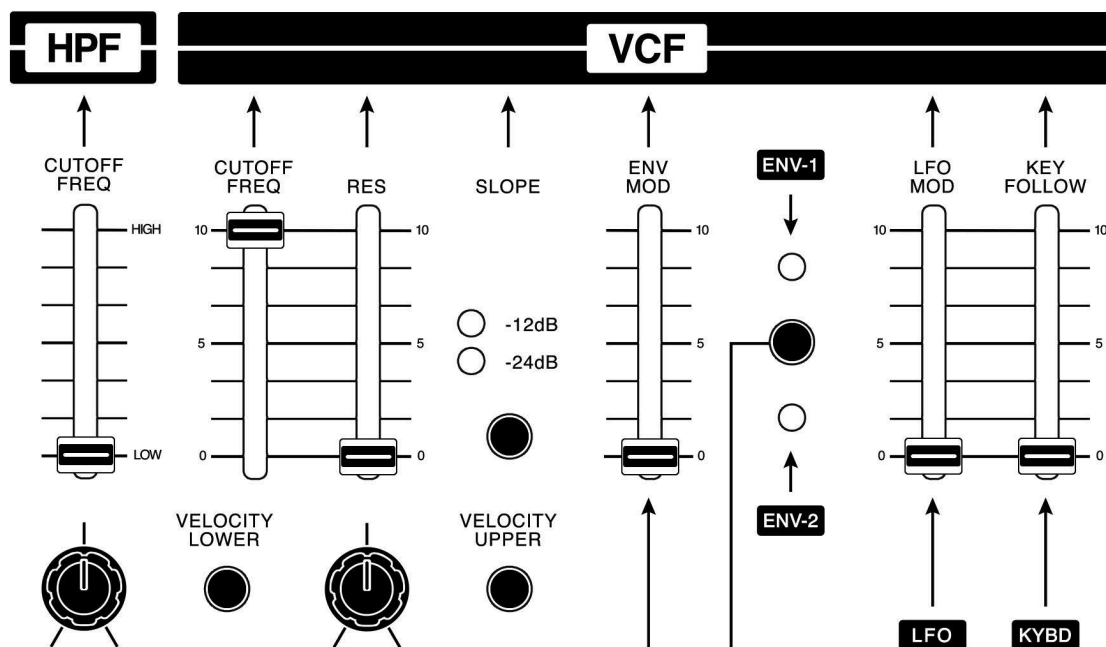 HPF
VCF
CUTOFF
FREQ
CUTOFF
FREQ
RES
SLOPE
ENV
MOD
ENV-1
LFO
MOD
KEY
FOLLOW
HIGH
LOW
10
5
0
10
5
0
-12dB
-24dB
10
5
0
ENV-2
10
5
0
10
5
0
VELOCITY
LOWER
VELOCITY
UPPER
LFO
KYBD